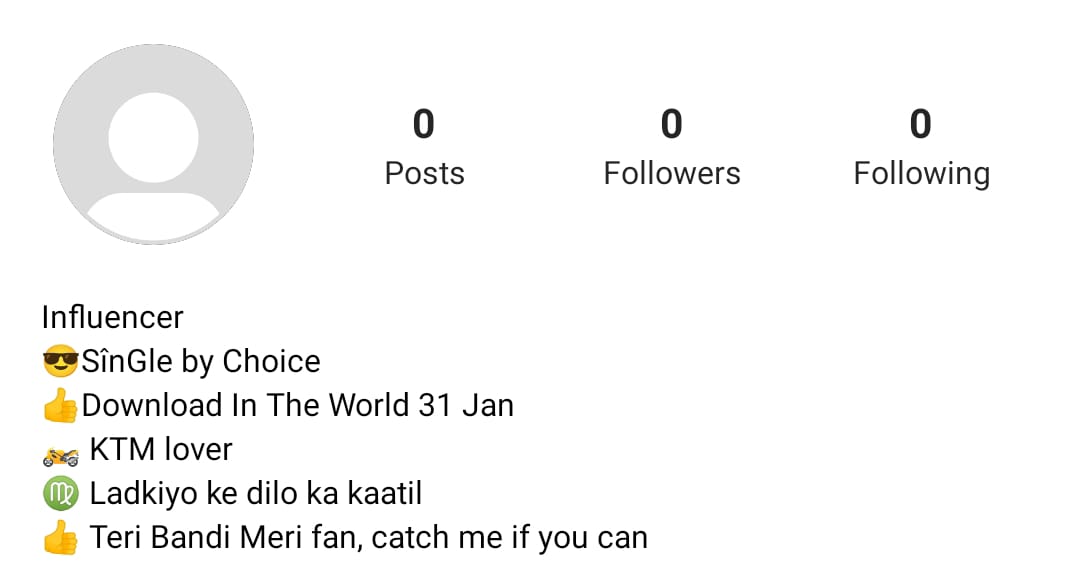 0 0 0
Posts Followers Following
Influencer
😎SînGle by Choice
👍Download In The World 31 Jan
🏍️ KTM lover
♍ Ladkiyo ke dilo ka kaatil
👍 Teri Bandi Meri fan, catch me if you can